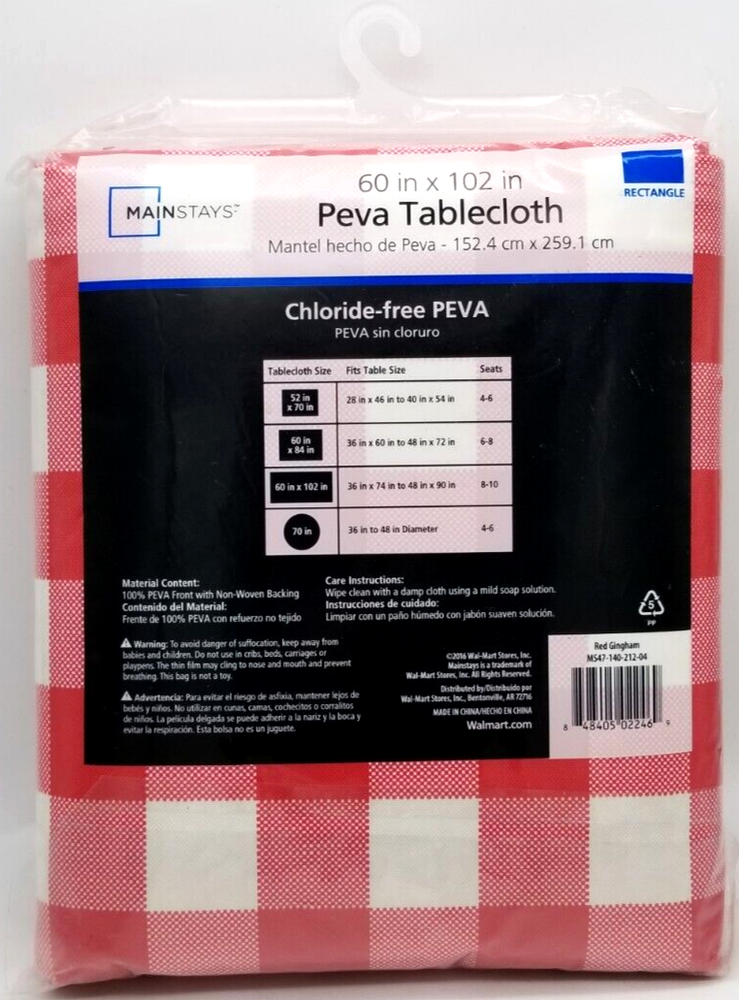 MAINSTAYS
60 in x 102 in
Peva Tablecloth
Mantel hecho de Peva - 152.4 cm x 259.1 cm
RECTANGLE
Chloride-free PEVA
PEVA sin cloruro
Tablecloth Size Fits Table Size Seats
52 in
x 70 in
28 in x 46 in to 40 in x 54 in 4-6
60 in
x 84 in
36 in x 60 in to 48 in x 72 in 6-8
60 in x 102 in 36 in x 74 in to 48 in x 90 in 8-10
70 in 36 in to 48 in Diameter 4-6
Material Content:
100% PEVA Front with Non-Woven Backing
Contenido del Material:
Frente de 100% PEVA con refuerzo no tejido
Care Instructions:
Wipe clean with a damp cloth using a mild soap solution.
Instrucciones de cuidado:
Limpiar con un paño húmedo con jabón suaven solución.
5
PP
Warning: To avoid danger of suffocation, keep away from
babies and children. Do not use in cribs, beds, carriages or
playpens. The thin film may cling to nose and mouth and prevent
breathing. This bag is not a toy.
Advertencia: Para evitar el riesgo de asfixia, mantener lejos de
bebés y niños. No utilizar en cunas, camas, cochecitos o corralitos
de niños. La película delgada se puede adherir a la nariz y la boca y
evitar la respiración. Esta bolsa no es un juguete.
©2016 Wal-Mart Stores, Inc.
Mainstays is a trademark of
Wal-Mart Stores, Inc. All Rights Reserved.
Distributed by/Distribuido por
Wal-Mart Stores, Inc., Bentonville, AR 72716
MADE IN CHINA/HECHO EN CHINA
Walmart.com
Red Gingham
MS47-140-212-04
8 48405 02246 9